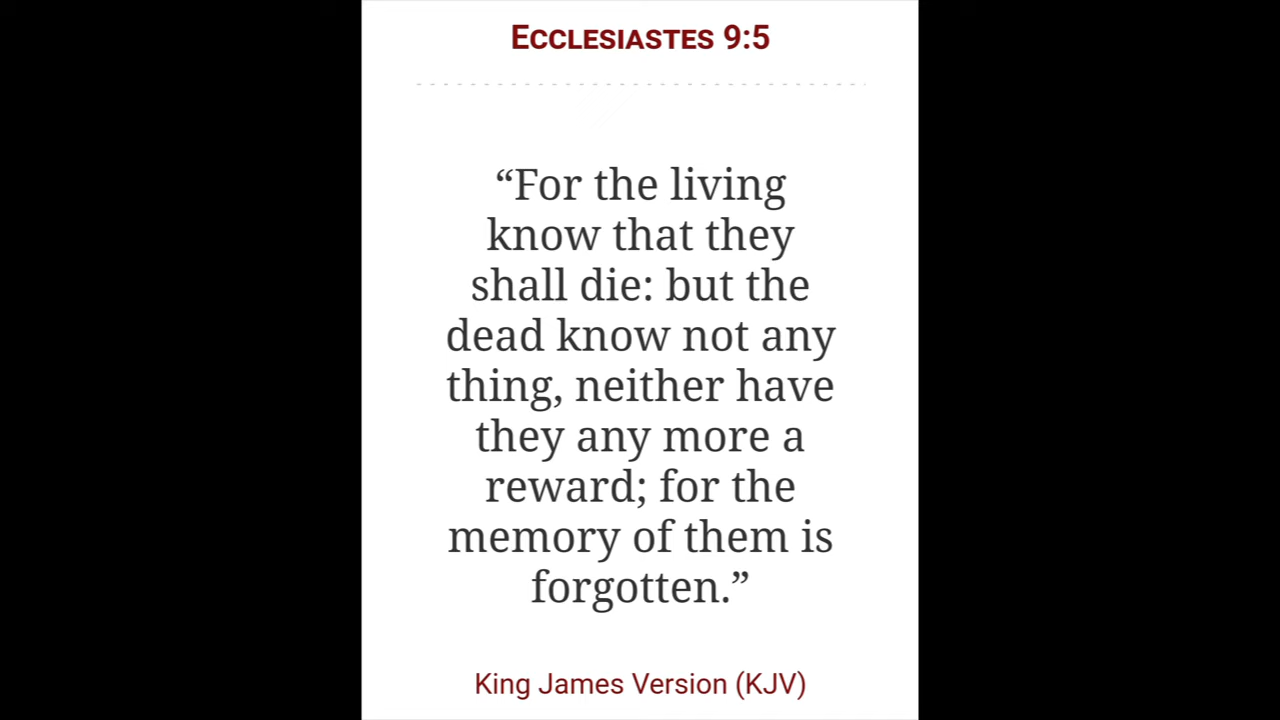 Ecclesiastes 9:5
“For the living
know that they
shall die: but the
dead know not any
thing, neither have
they any more a
reward; for the
memory of them is
forgotten.”
King James Version (KJV)